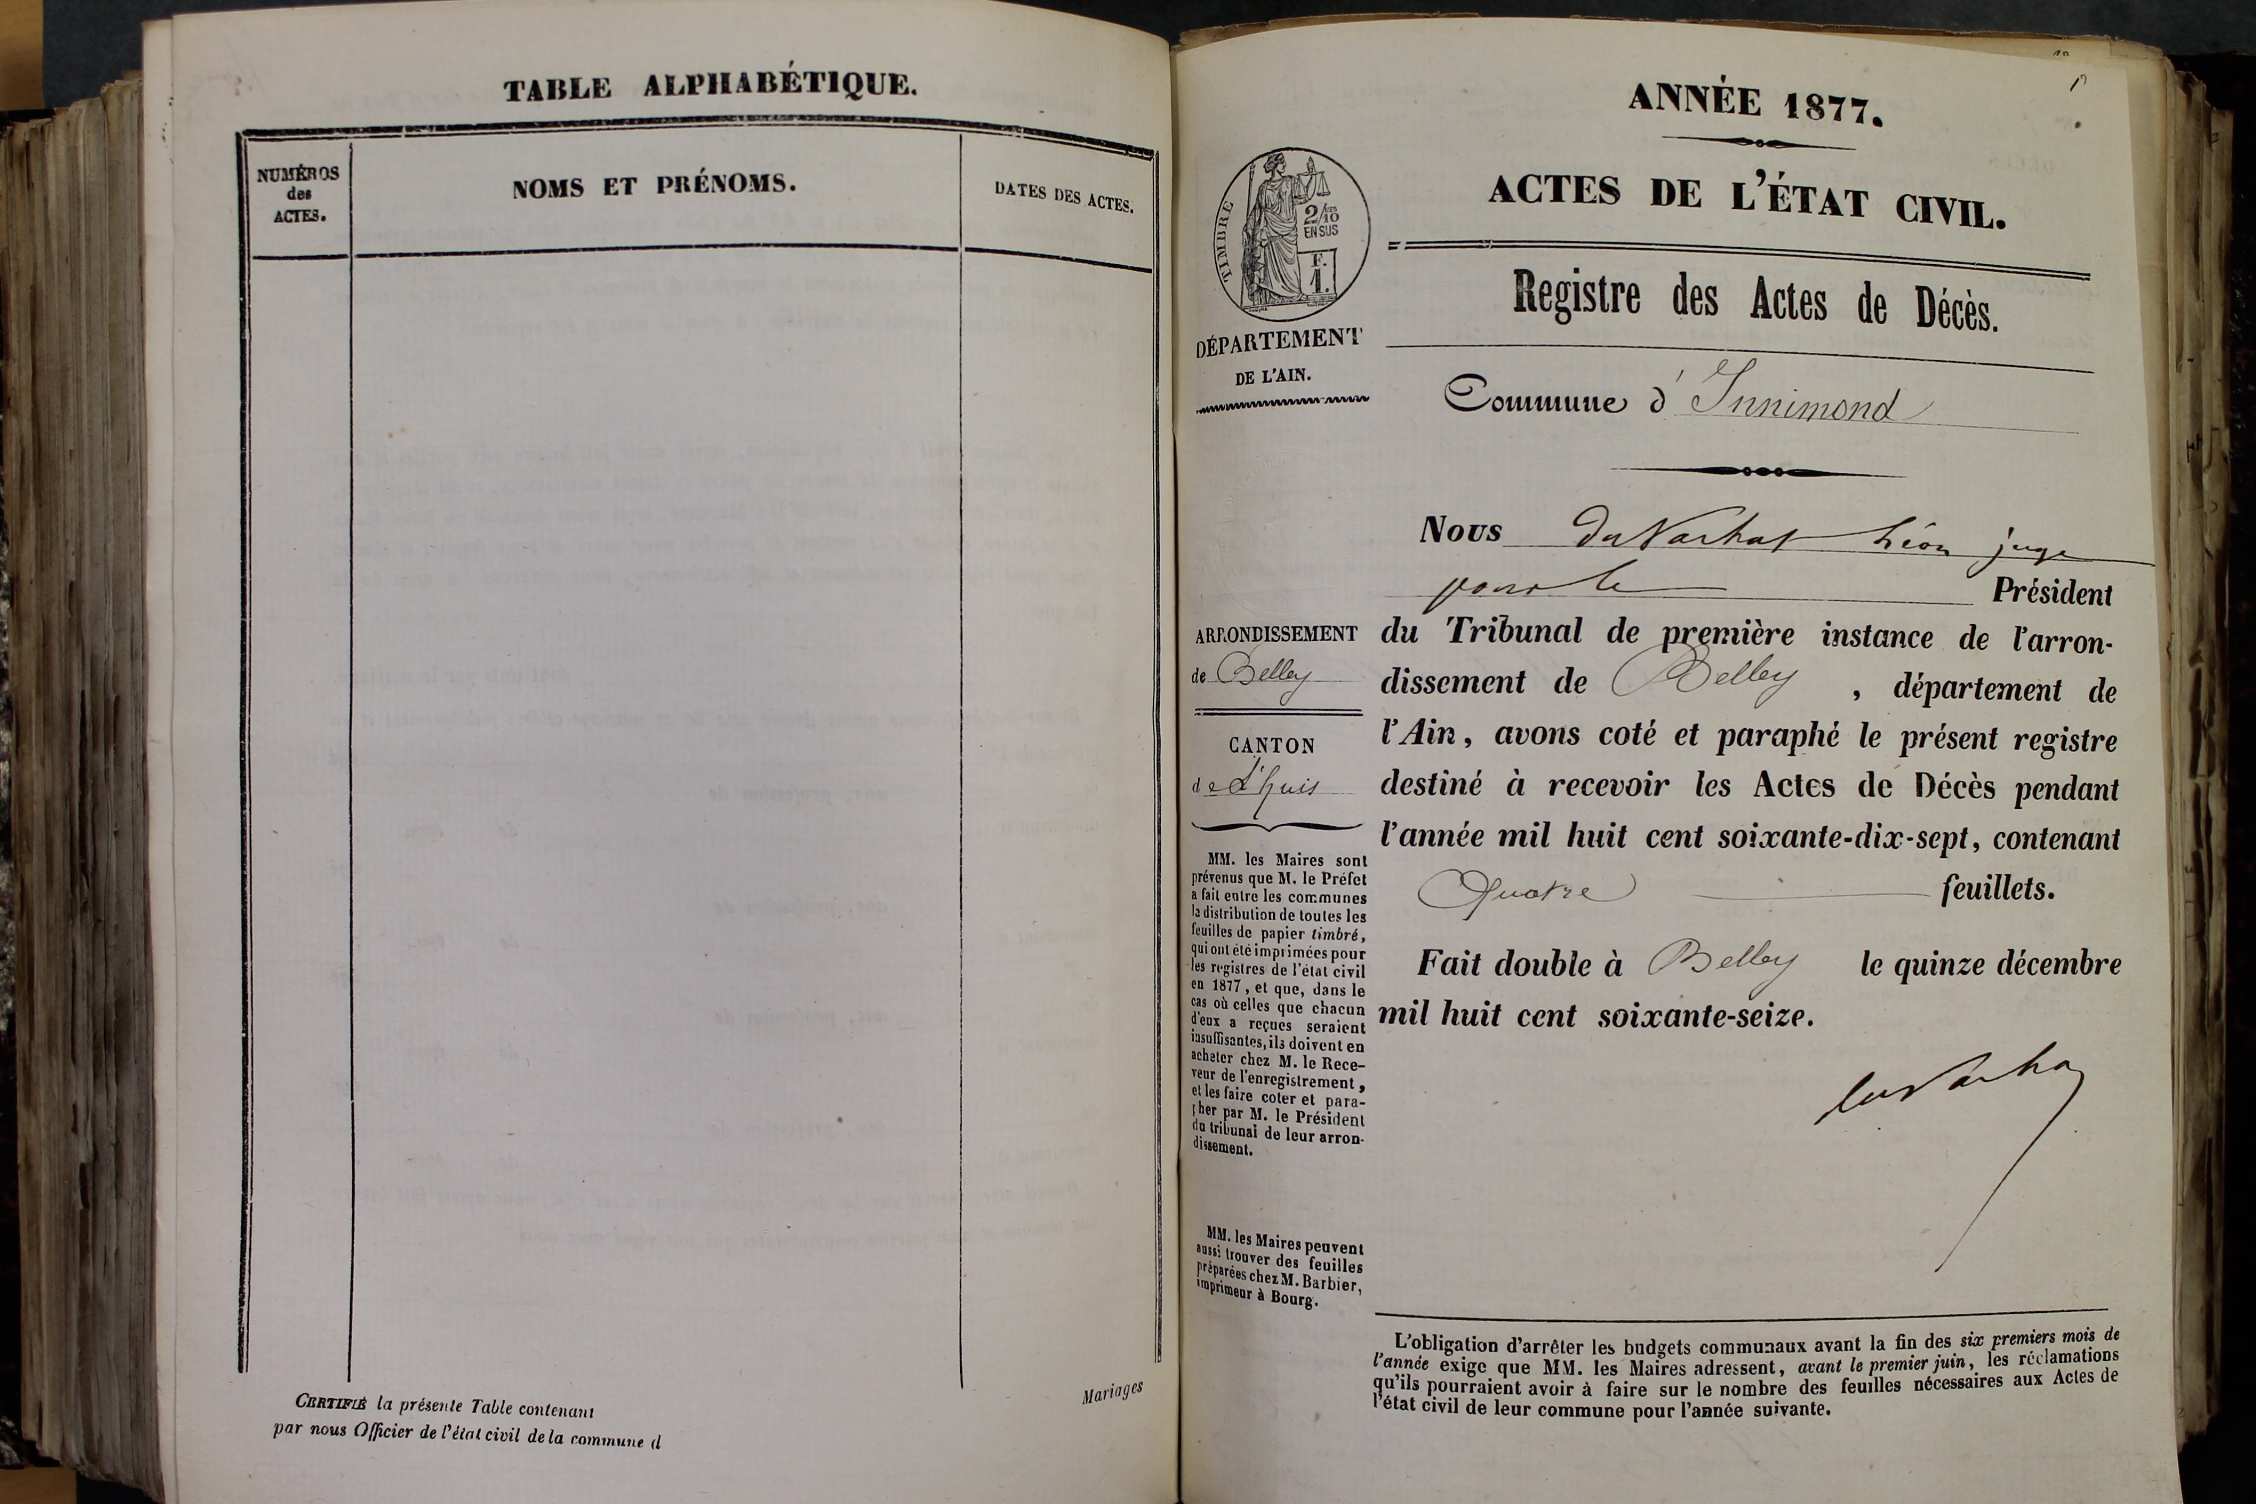 TABLE ALPHABÉTIQUE.
NUMÉROS
des
ACTES.
NOMS ET PRÉNOMS.
DATES DES ACTES.
CERTIFIÉ la présente Table contenant
par nous Officier de l'état civil de la commune d
Mariages
ANNÉE 1877.
ACTES DE L'ÉTAT CIVIL.
TIMBRE
2/10
EN SUS
F.
1.
DÉPARTEMENT
DE L'AIN.
Registre des Actes de Décès.
Commune d'Innimond
Nous Léon juge
pour le Président
du Tribunal de première instance de l'arron-
dissement de Belley, département de
l'Ain, avons coté et paraphé le présent registre
destiné à recevoir les Actes de Décès pendant
l'année mil huit cent soixante-dix-sept, contenant
Quatre feuillets.
Fait double à Belley le quinze décembre
mil huit cent soixante-seize.
ARRONDISSEMENT
de Belley
CANTON
de L'huis
MM. les Maires sont
prévenus que M. le Préfet
a fait entre les communes
la distribution de toutes les
feuilles de papier timbré,
qui ont été imprimées pour
les registres de l'état civil
en 1877, et que, dans le
cas où celles que chacun
d'eux a reçues seraient
insuffisantes, ils doivent en
acheter chez M. le Rece-
veur de l'enregistrement,
et les faire coter et para-
pher par M. le Président
du tribunal de leur arron-
dissement.
MM. les Maires peuvent
aussi trouver des feuilles
préparées chez M. Barbier,
imprimeur à Bourg.
L'obligation d'arrêter les budgets communaux avant la fin des six premiers mois de
l'année exige que MM. les Maires adressent, avant le premier juin, les réclamations
qu'ils pourraient avoir à faire sur le nombre des feuilles nécessaires aux Actes de
l'état civil de leur commune pour l'année suivante.